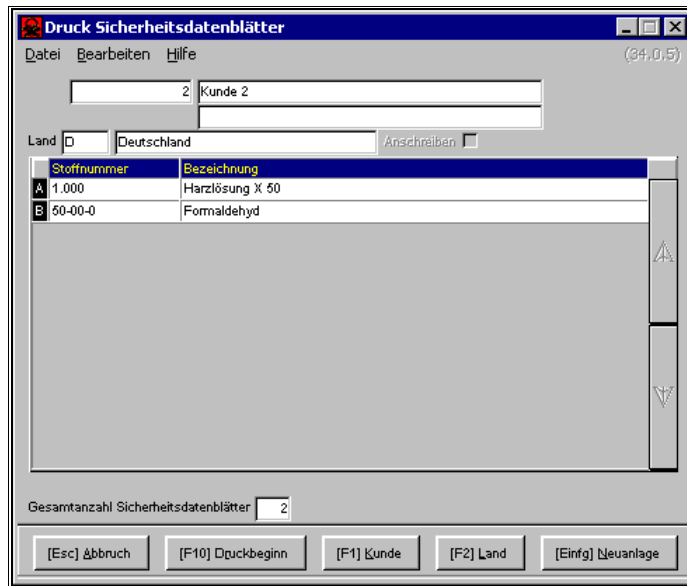 Druck Sicherheitsdatenblätter
Datei Bearbeiten Hilfe (34.0.5)
2 Kunde 2
Land D Deutschland Anschreiben
Stoffnummer Bezeichnung
A 1.000 Harzlösung X 50
B 50-00-0 Formaldehyd
Gesamtanzahl Sicherheitsdatenblätter 2
[Esc] Abbruch [F10] Druckbeginn [F1] Kunde [F2] Land [Einfg] Neuanlage